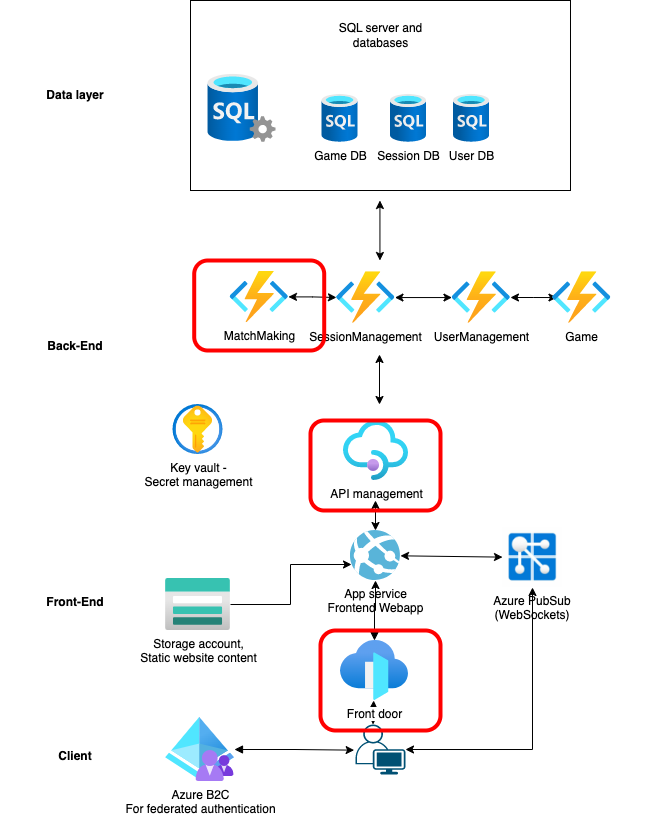 SQL server and
databases
Data layer
SQL
SQL
SQL
SQL
Game DB
Session DB
User DB
MatchMaking
SessionManagement
UserManagement
Game
Back-End
Key vault -
Secret management
API management
App service
Frontend Webapp
Azure PubSub
(WebSockets)
Front-End
Storage account,
Static website content
Front door
Client
Azure B2C
For federated authentication